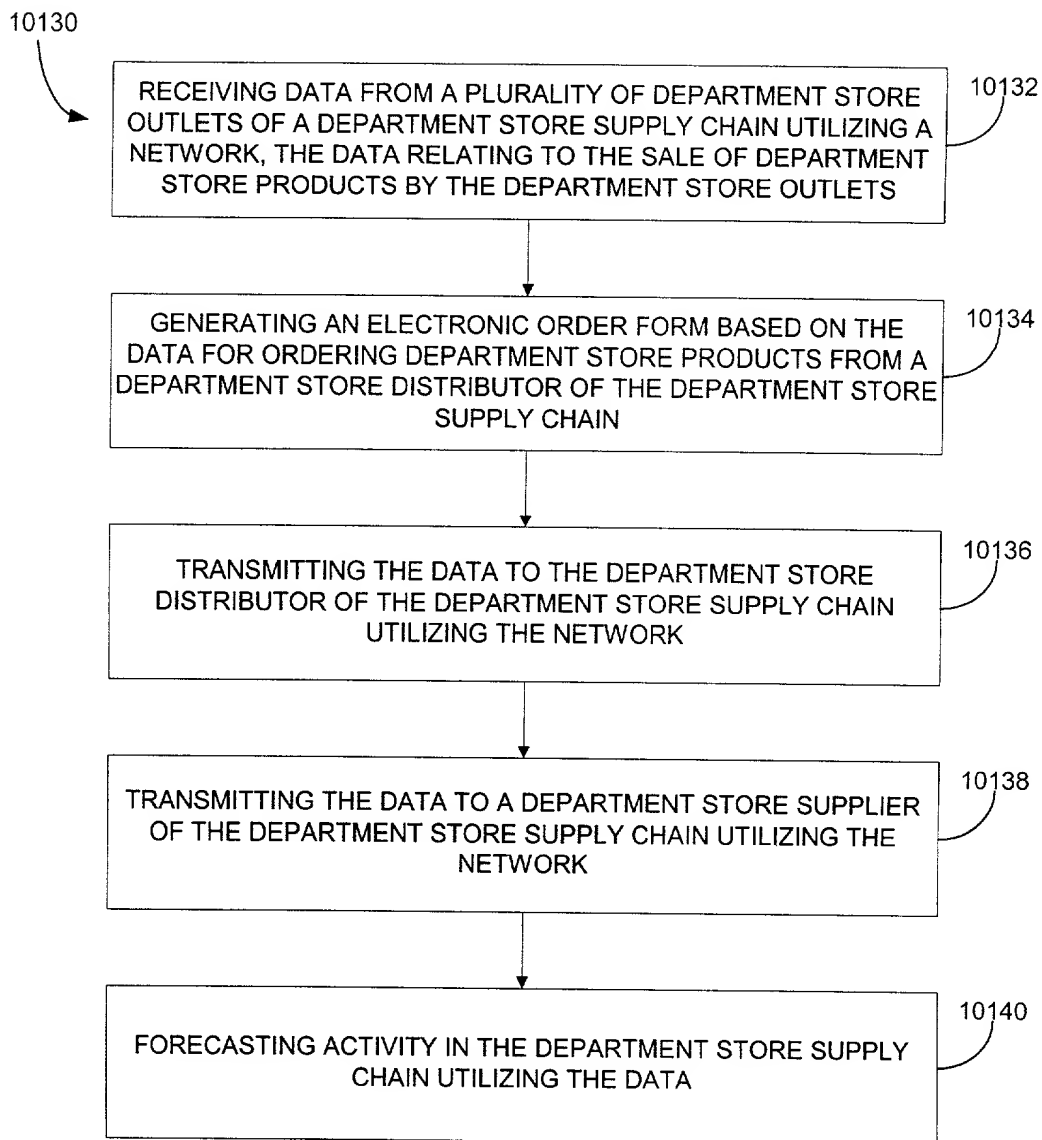 10130
10132
RECEIVING DATA FROM A PLURALITY OF DEPARTMENT STORE
OUTLETS OF A DEPARTMENT STORE SUPPLY CHAIN UTILIZING A
NETWORK, THE DATA RELATING TO THE SALE OF DEPARTMENT
STORE PRODUCTS BY THE DEPARTMENT STORE OUTLETS
10134
GENERATING AN ELECTRONIC ORDER FORM BASED ON THE
DATA FOR ORDERING DEPARTMENT STORE PRODUCTS FROM A
DEPARTMENT STORE DISTRIBUTOR OF THE DEPARTMENT STORE
SUPPLY CHAIN
10136
TRANSMITTING THE DATA TO THE DEPARTMENT STORE
DISTRIBUTOR OF THE DEPARTMENT STORE SUPPLY CHAIN
UTILIZING THE NETWORK
10138
TRANSMITTING THE DATA TO A DEPARTMENT STORE SUPPLIER
OF THE DEPARTMENT STORE SUPPLY CHAIN UTILIZING THE
NETWORK
10140
FORECASTING ACTIVITY IN THE DEPARTMENT STORE SUPPLY
CHAIN UTILIZING THE DATA